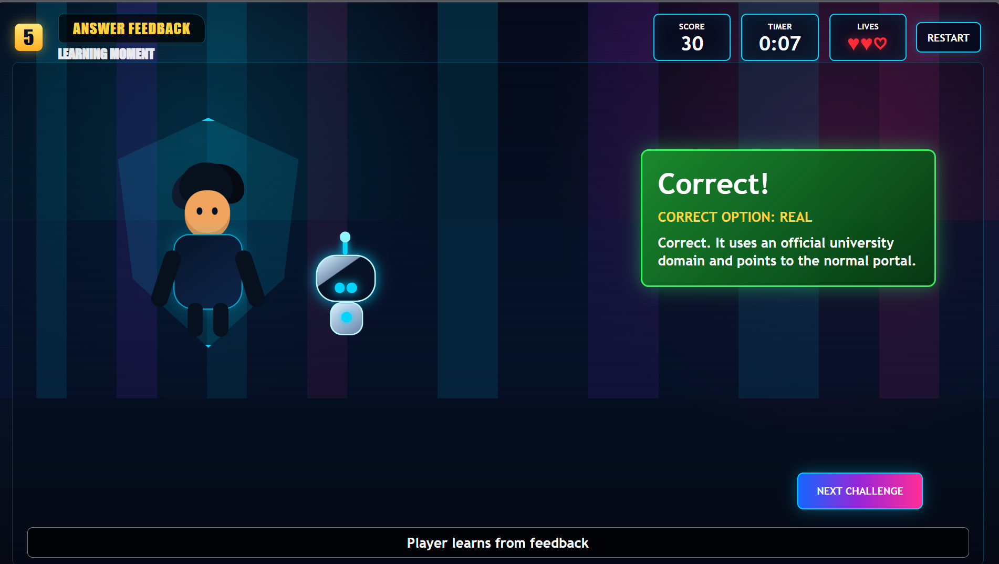 5
ANSWER FEEDBACK
LEARNING MOMENT
SCORE
30
TIMER
0:07
LIVES
♥♥♡
RESTART
Correct!
CORRECT OPTION: REAL
Correct. It uses an official university
domain and points to the normal portal.
NEXT CHALLENGE
Player learns from feedback